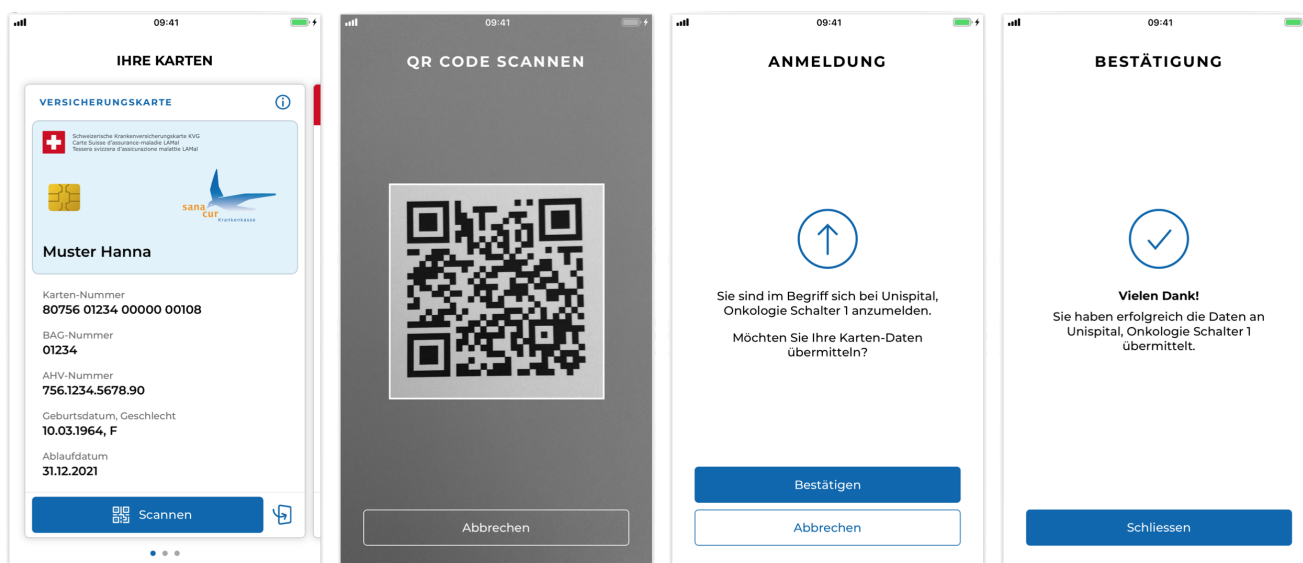 09:41
IHRE KARTEN
VERSICHERUNGSKARTE
Schweizerische Krankenversicherungskarte KVG
Carte Suisse d'assurance-maladie LAMal
Tessera svizzera d'assicurazione malattie LAMal
sana
cur
Krankenkasse
Muster Hanna
Karten-Nummer
80756 01234 00000 00108
BAG-Nummer
01234
AHV-Nummer
756.1234.5678.90
Geburtsdatum, Geschlecht
10.03.1964, F
Ablaufdatum
31.12.2021
Scannen
09:41
QR CODE SCANNEN
Abbrechen
09:41
ANMELDUNG
Sie sind im Begriff sich bei Unispital,
Onkologie Schalter 1 anzumelden.
Möchten Sie Ihre Karten-Daten
übermitteln?
Bestätigen
Abbrechen
09:41
BESTÄTIGUNG
Vielen Dank!
Sie haben erfolgreich die Daten an
Unispital, Onkologie Schalter 1
übermittelt.
Schliessen